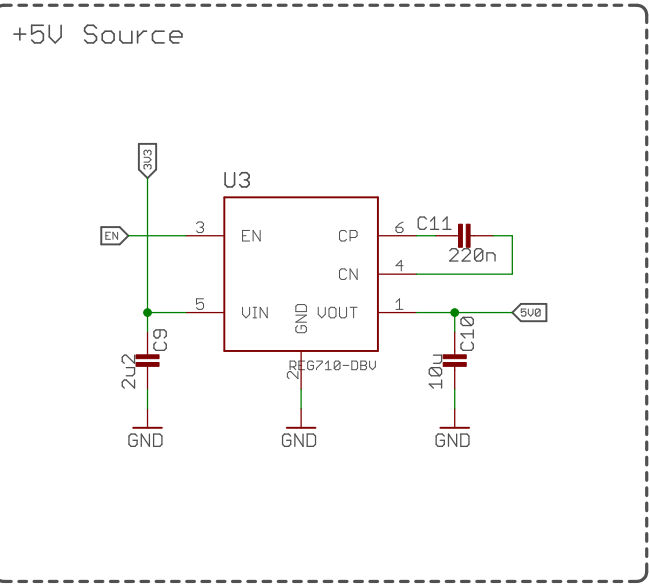 +5V Source
3V3
U3
EN
3
EN
CP
6
C11
220n
CN
4
5
VIN
GND
VOUT
1
5V0
C9
2u2
2
REG710-DBV
C10
10u
GND
GND
GND